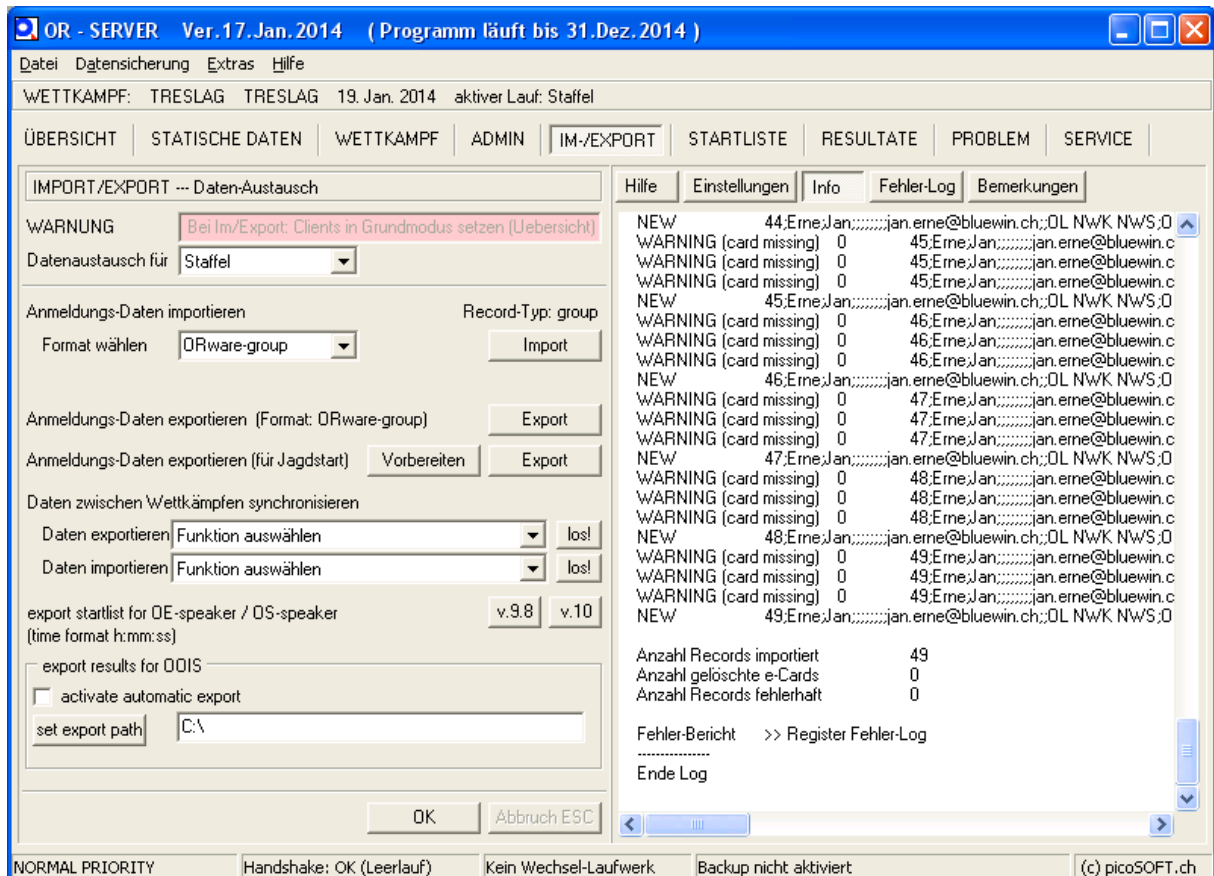 OR - SERVER Ver.17.Jan.2014 ( Programm läuft bis 31.Dez.2014 )
Datei Datensicherung Extras Hilfe
WETTKAMPF: TRESLAG TRESLAG 19. Jan. 2014 aktiver Lauf: Staffel
ÜBERSICHT STATISCHE DATEN WETTKAMPF ADMIN IM-/EXPORT STARTLISTE RESULTATE PROBLEM SERVICE
IMPORT/EXPORT --- Daten-Austausch
WARNUNG Bei Im/Export: Clients in Grundmodus setzen (Uebersicht)
Datenaustausch für Staffel
Anmeldungs-Daten importieren Record-Typ: group
Format wählen ORware-group Import
Anmeldungs-Daten exportieren (Format: ORware-group) Export
Anmeldungs-Daten exportieren (für Jagdstart) Vorbereiten Export
Daten zwischen Wettkämpfen synchronisieren
Daten exportieren Funktion auswählen los!
Daten importieren Funktion auswählen los!
export startlist for OE-speaker / OS-speaker v.9.8 v.10
(time format h:mm:ss)
export results for OOIS
activate automatic export
set export path C:\
OK Abbruch ESC
Hilfe Einstellungen Info Fehler-Log Bemerkungen
NEW 44;Erne;Jan;;;;;;;;jan.erne@bluewin.ch;;OL NWK NWS;O
WARNING (card missing) 0 45;Erne;Jan;;;;;;;;jan.erne@bluewin.c
WARNING (card missing) 0 45;Erne;Jan;;;;;;;;jan.erne@bluewin.c
WARNING (card missing) 0 45;Erne;Jan;;;;;;;;jan.erne@bluewin.c
NEW 45;Erne;Jan;;;;;;;;jan.erne@bluewin.ch;;OL NWK NWS;O
WARNING (card missing) 0 46;Erne;Jan;;;;;;;;jan.erne@bluewin.c
WARNING (card missing) 0 46;Erne;Jan;;;;;;;;jan.erne@bluewin.c
WARNING (card missing) 0 46;Erne;Jan;;;;;;;;jan.erne@bluewin.c
NEW 46;Erne;Jan;;;;;;;;jan.erne@bluewin.ch;;OL NWK NWS;O
WARNING (card missing) 0 47;Erne;Jan;;;;;;;;jan.erne@bluewin.c
WARNING (card missing) 0 47;Erne;Jan;;;;;;;;jan.erne@bluewin.c
WARNING (card missing) 0 47;Erne;Jan;;;;;;;;jan.erne@bluewin.c
NEW 47;Erne;Jan;;;;;;;;jan.erne@bluewin.ch;;OL NWK NWS;O
WARNING (card missing) 0 48;Erne;Jan;;;;;;;;jan.erne@bluewin.c
WARNING (card missing) 0 48;Erne;Jan;;;;;;;;jan.erne@bluewin.c
WARNING (card missing) 0 48;Erne;Jan;;;;;;;;jan.erne@bluewin.c
NEW 48;Erne;Jan;;;;;;;;jan.erne@bluewin.ch;;OL NWK NWS;O
WARNING (card missing) 0 49;Erne;Jan;;;;;;;;jan.erne@bluewin.c
WARNING (card missing) 0 49;Erne;Jan;;;;;;;;jan.erne@bluewin.c
WARNING (card missing) 0 49;Erne;Jan;;;;;;;;jan.erne@bluewin.c
NEW 49;Erne;Jan;;;;;;;;jan.erne@bluewin.ch;;OL NWK NWS;O
Anzahl Records importiert 49
Anzahl gelöschte e-Cards 0
Anzahl Records fehlerhaft 0
Fehler-Bericht >> Register Fehler-Log
----------------
Ende Log
NORMAL PRIORITY Handshake: OK (Leerlauf) Kein Wechsel-Laufwerk Backup nicht aktiviert (c) picoSOFT.ch